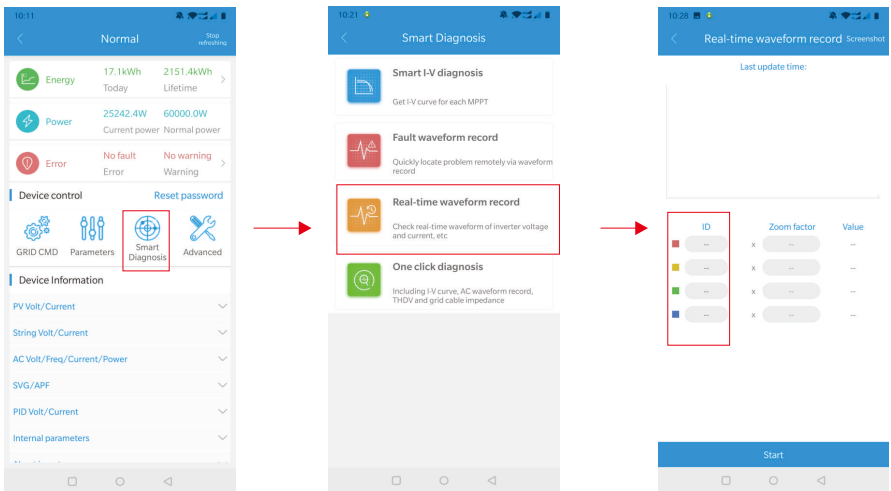 10:11
Normal
Stop
refreshing
Energy
17.1kWh
2151.4kWh
Today
Lifetime
Power
25242.4W
60000.0W
Current power
Normal power
Error
No fault
No warning
Error
Warning
Device control
Reset password
GRID CMD
Parameters
Smart
Diagnosis
Advanced
Device Information
PV Volt/Current
String Volt/Current
AC Volt/Freq/Current/Power
SVG/APF
PID Volt/Current
Internal parameters
10:21
Smart Diagnosis
Smart I-V diagnosis
Get I-V curve for each MPPT
Fault waveform record
Quickly locate problem remotely via waveform
record
Real-time waveform record
Check real-time waveform of inverter voltage
and current, etc
One click diagnosis
Including I-V curve, AC waveform record,
THDV and grid cable impedance
10:28
Real-time waveform record
Screenshot
Last update time:
ID
Zoom factor
Value
-- x -- --
-- x -- --
-- x -- --
-- x -- --
Start